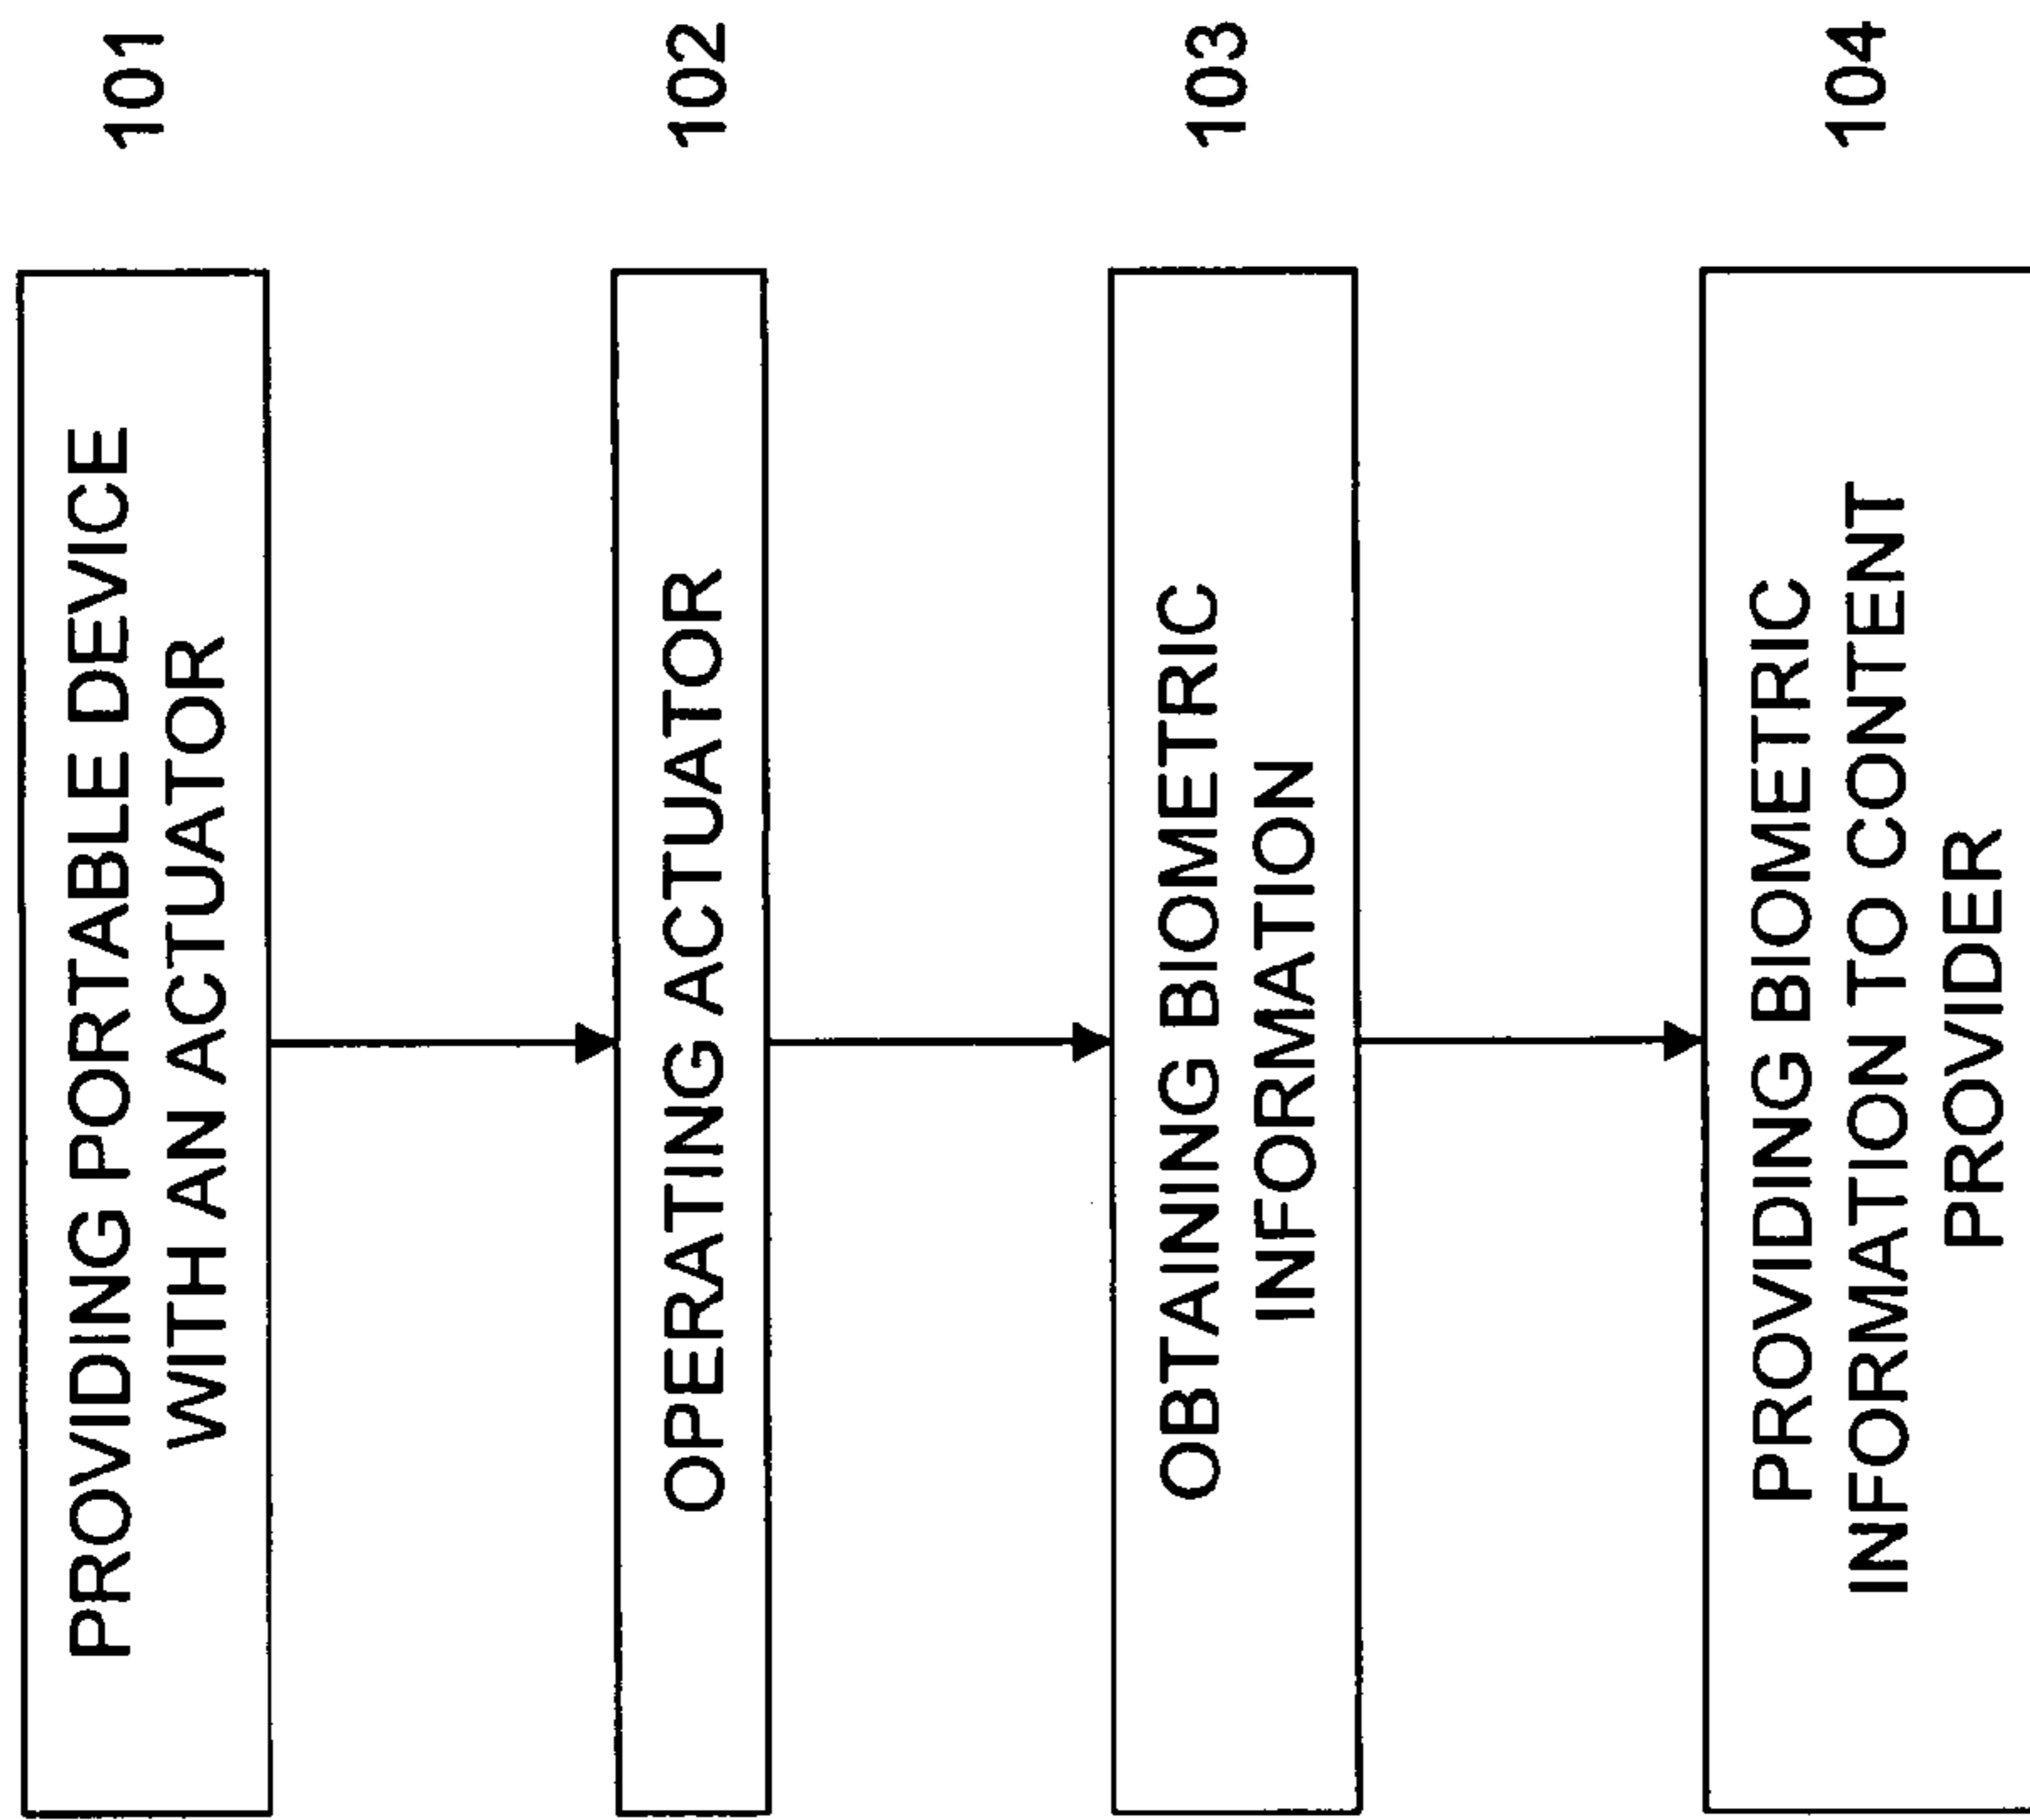 PROVIDING PORTABLE DEVICE
WITH AN ACTUATOR
101
OPERATING ACTUATOR
102
OBTAINING BIOMETRIC
INFORMATION
103
PROVIDING BIOMETRIC
INFORMATION TO CONTENT
PROVIDER
104